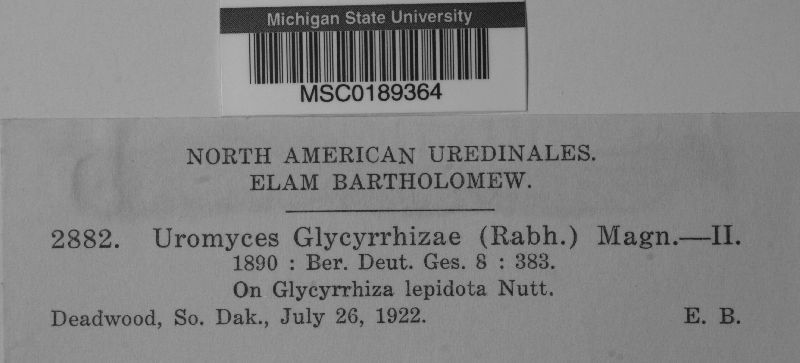 Michigan State University
MSC0189364
NORTH AMERICAN UREDINALES.
ELAM BARTHOLOMEW.
2882. Uromyces Glycyrrhizae (Rabh.) Magn.—II.
1890 : Ber. Deut. Ges. 8 : 383.
On Glycyrrhiza lepidota Nutt.
Deadwood, So. Dak., July 26, 1922. E. B.